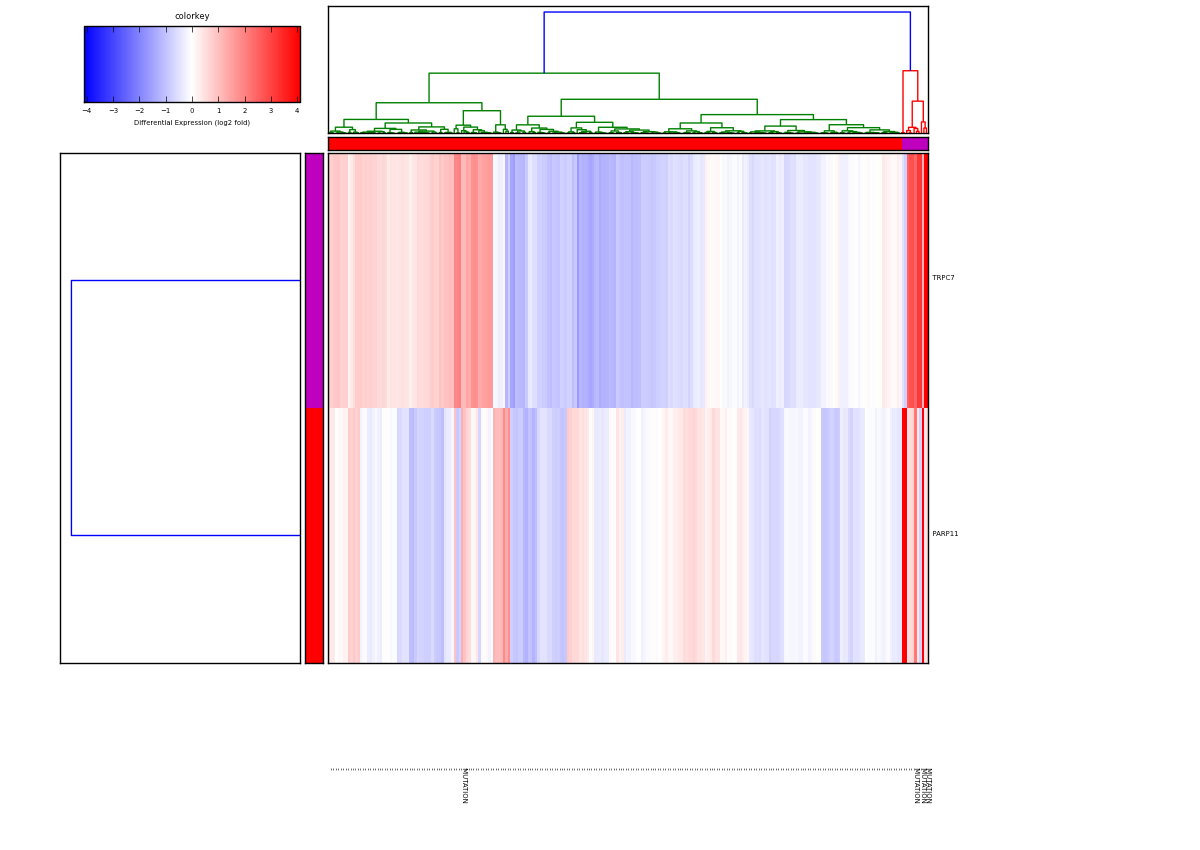 colorkey
−4 −3 −2 −1 0 1 2 3 4
Differential Expression (log2 fold)
TRPC7
PARP11
MUTATION
MUTATION
MUTATION
MUTATION